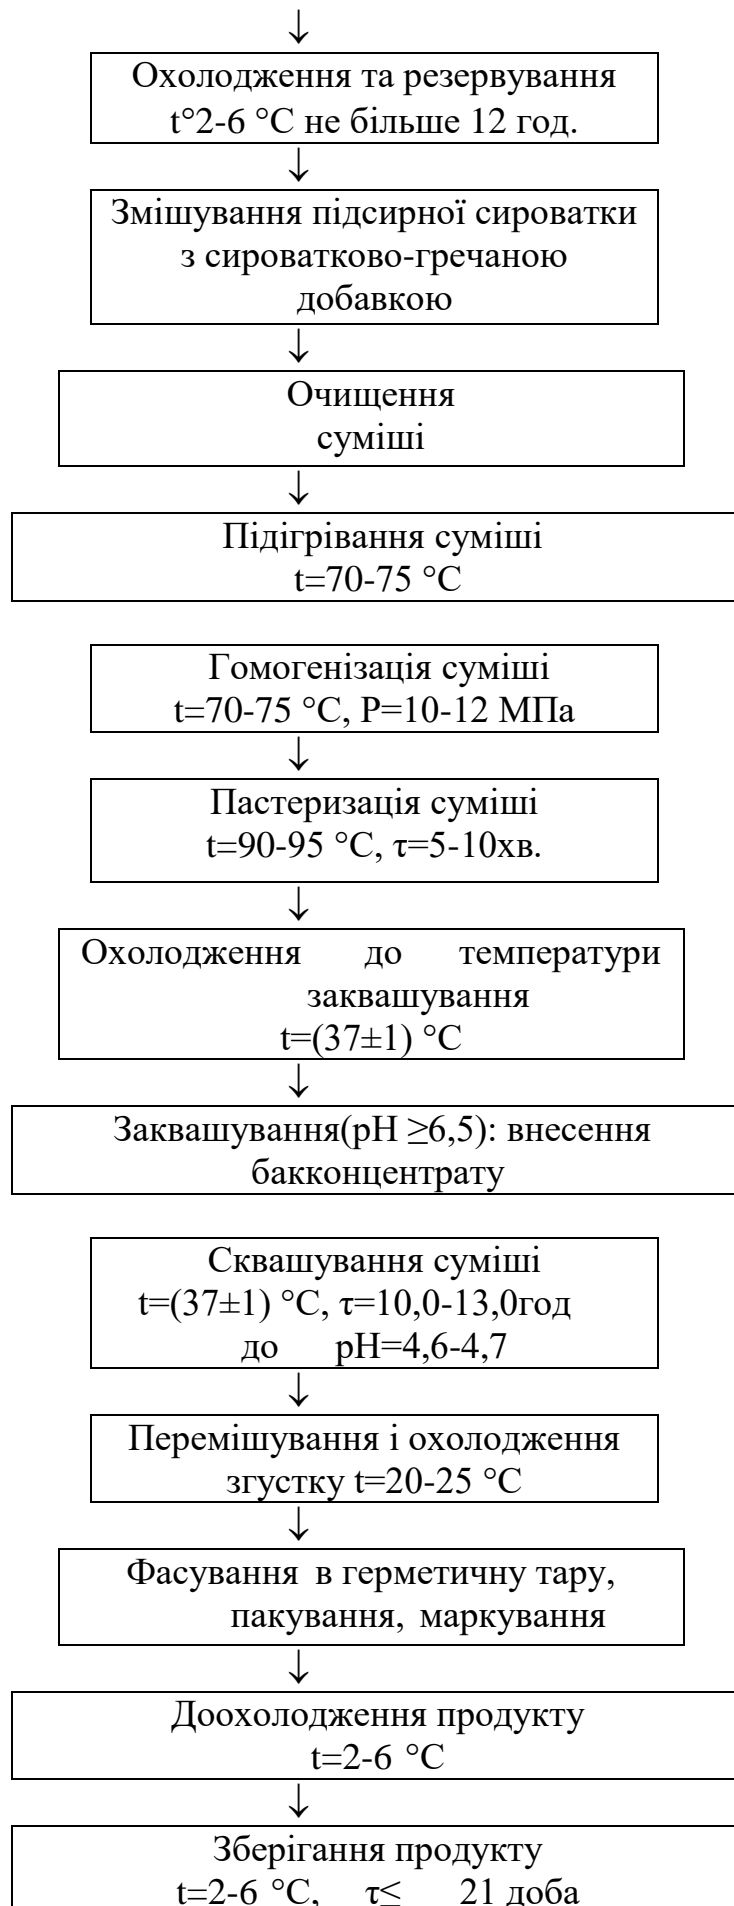 ↓
Охолодження та резервування
t°2-6 °С не більше 12 год.
↓
Змішування підсирної сироватки
з сироватково-гречаною
добавкою
↓
Очищення
суміші
↓
Підігрівання суміші
t=70-75 °С
Гомогенізація суміші
t=70-75 °С, Р=10-12 МПа
↓
Пастеризація суміші
t=90-95 °С, τ=5-10хв.
↓
Охолодження до температури
заквашування
t=(37±1) °С
↓
Заквашування(рН ≥6,5): внесення
бакконцентрату
Сквашування суміші
t=(37±1) °С, τ=10,0-13,0год
до рН=4,6-4,7
↓
Перемішування і охолодження
згустку t=20-25 °С
↓
Фасування в герметичну тару,
пакування, маркування
↓
Доохолодження продукту
t=2-6 °С
↓
Зберігання продукту
t=2-6 °С, τ≤ 21 доба